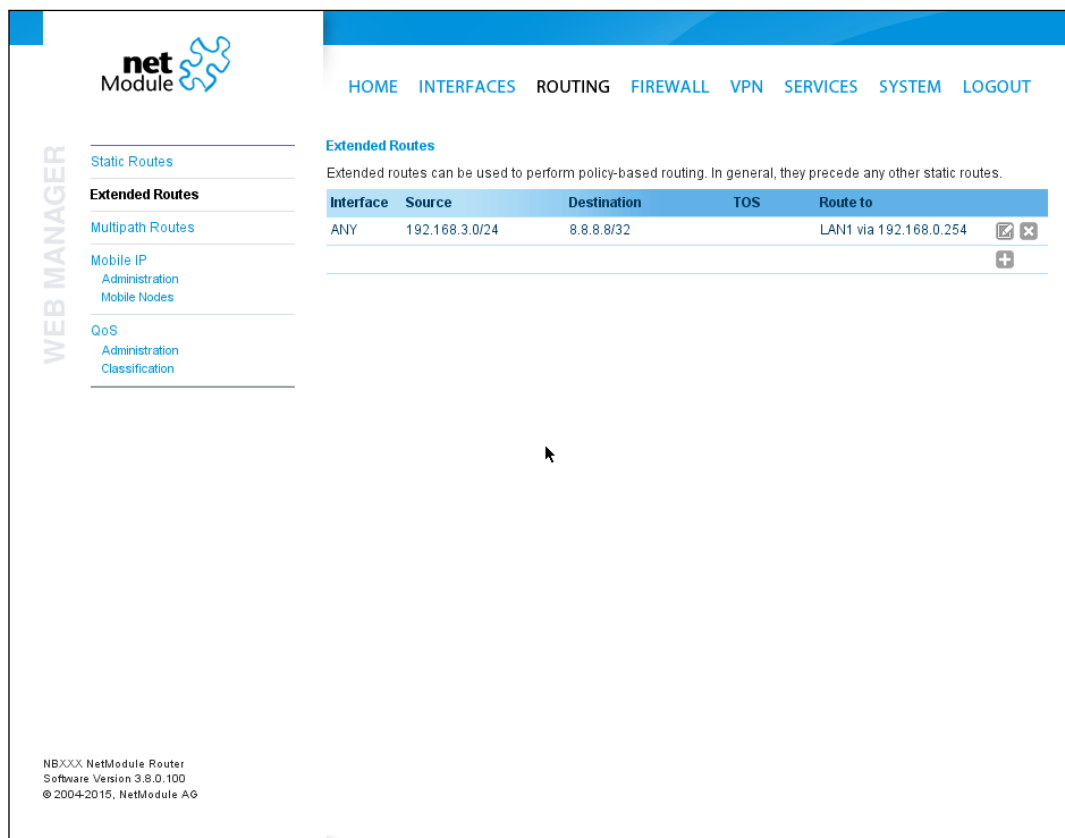 net
Module
HOME INTERFACES ROUTING FIREWALL VPN SERVICES SYSTEM LOGOUT
WEB MANAGER
Static Routes
Extended Routes
Multipath Routes
Mobile IP
Administration
Mobile Nodes
QoS
Administration
Classification
Extended Routes
Extended routes can be used to perform policy-based routing. In general, they precede any other static routes.
Interface Source Destination TOS Route to
ANY 192.168.3.0/24 8.8.8.8/32 LAN1 via 192.168.0.254
NBXXX NetModule Router
Software Version 3.8.0.100
© 2004-2015, NetModule AG